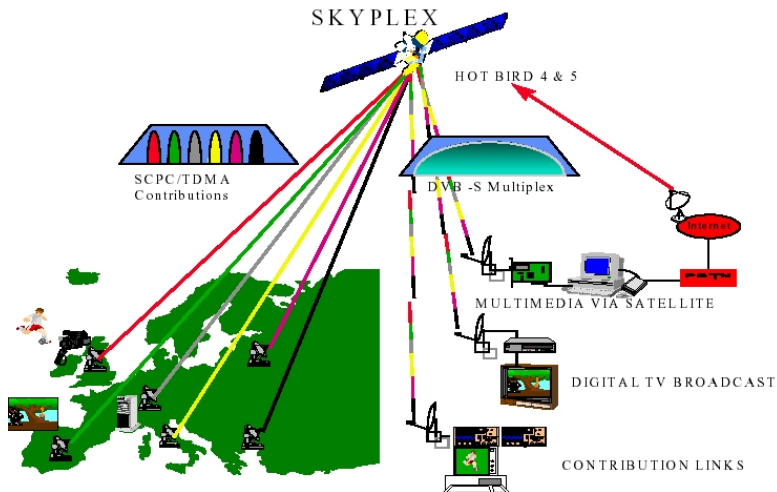 SKYPLEX
HOT BIRD 4 & 5
SCPC/TDMA
Contributions
DVB -S Multiplex
Internet
MULTIMEDIA VIA SATELLITE
DIGITAL TV BROADCAST
CONTRIBUTION LINKS